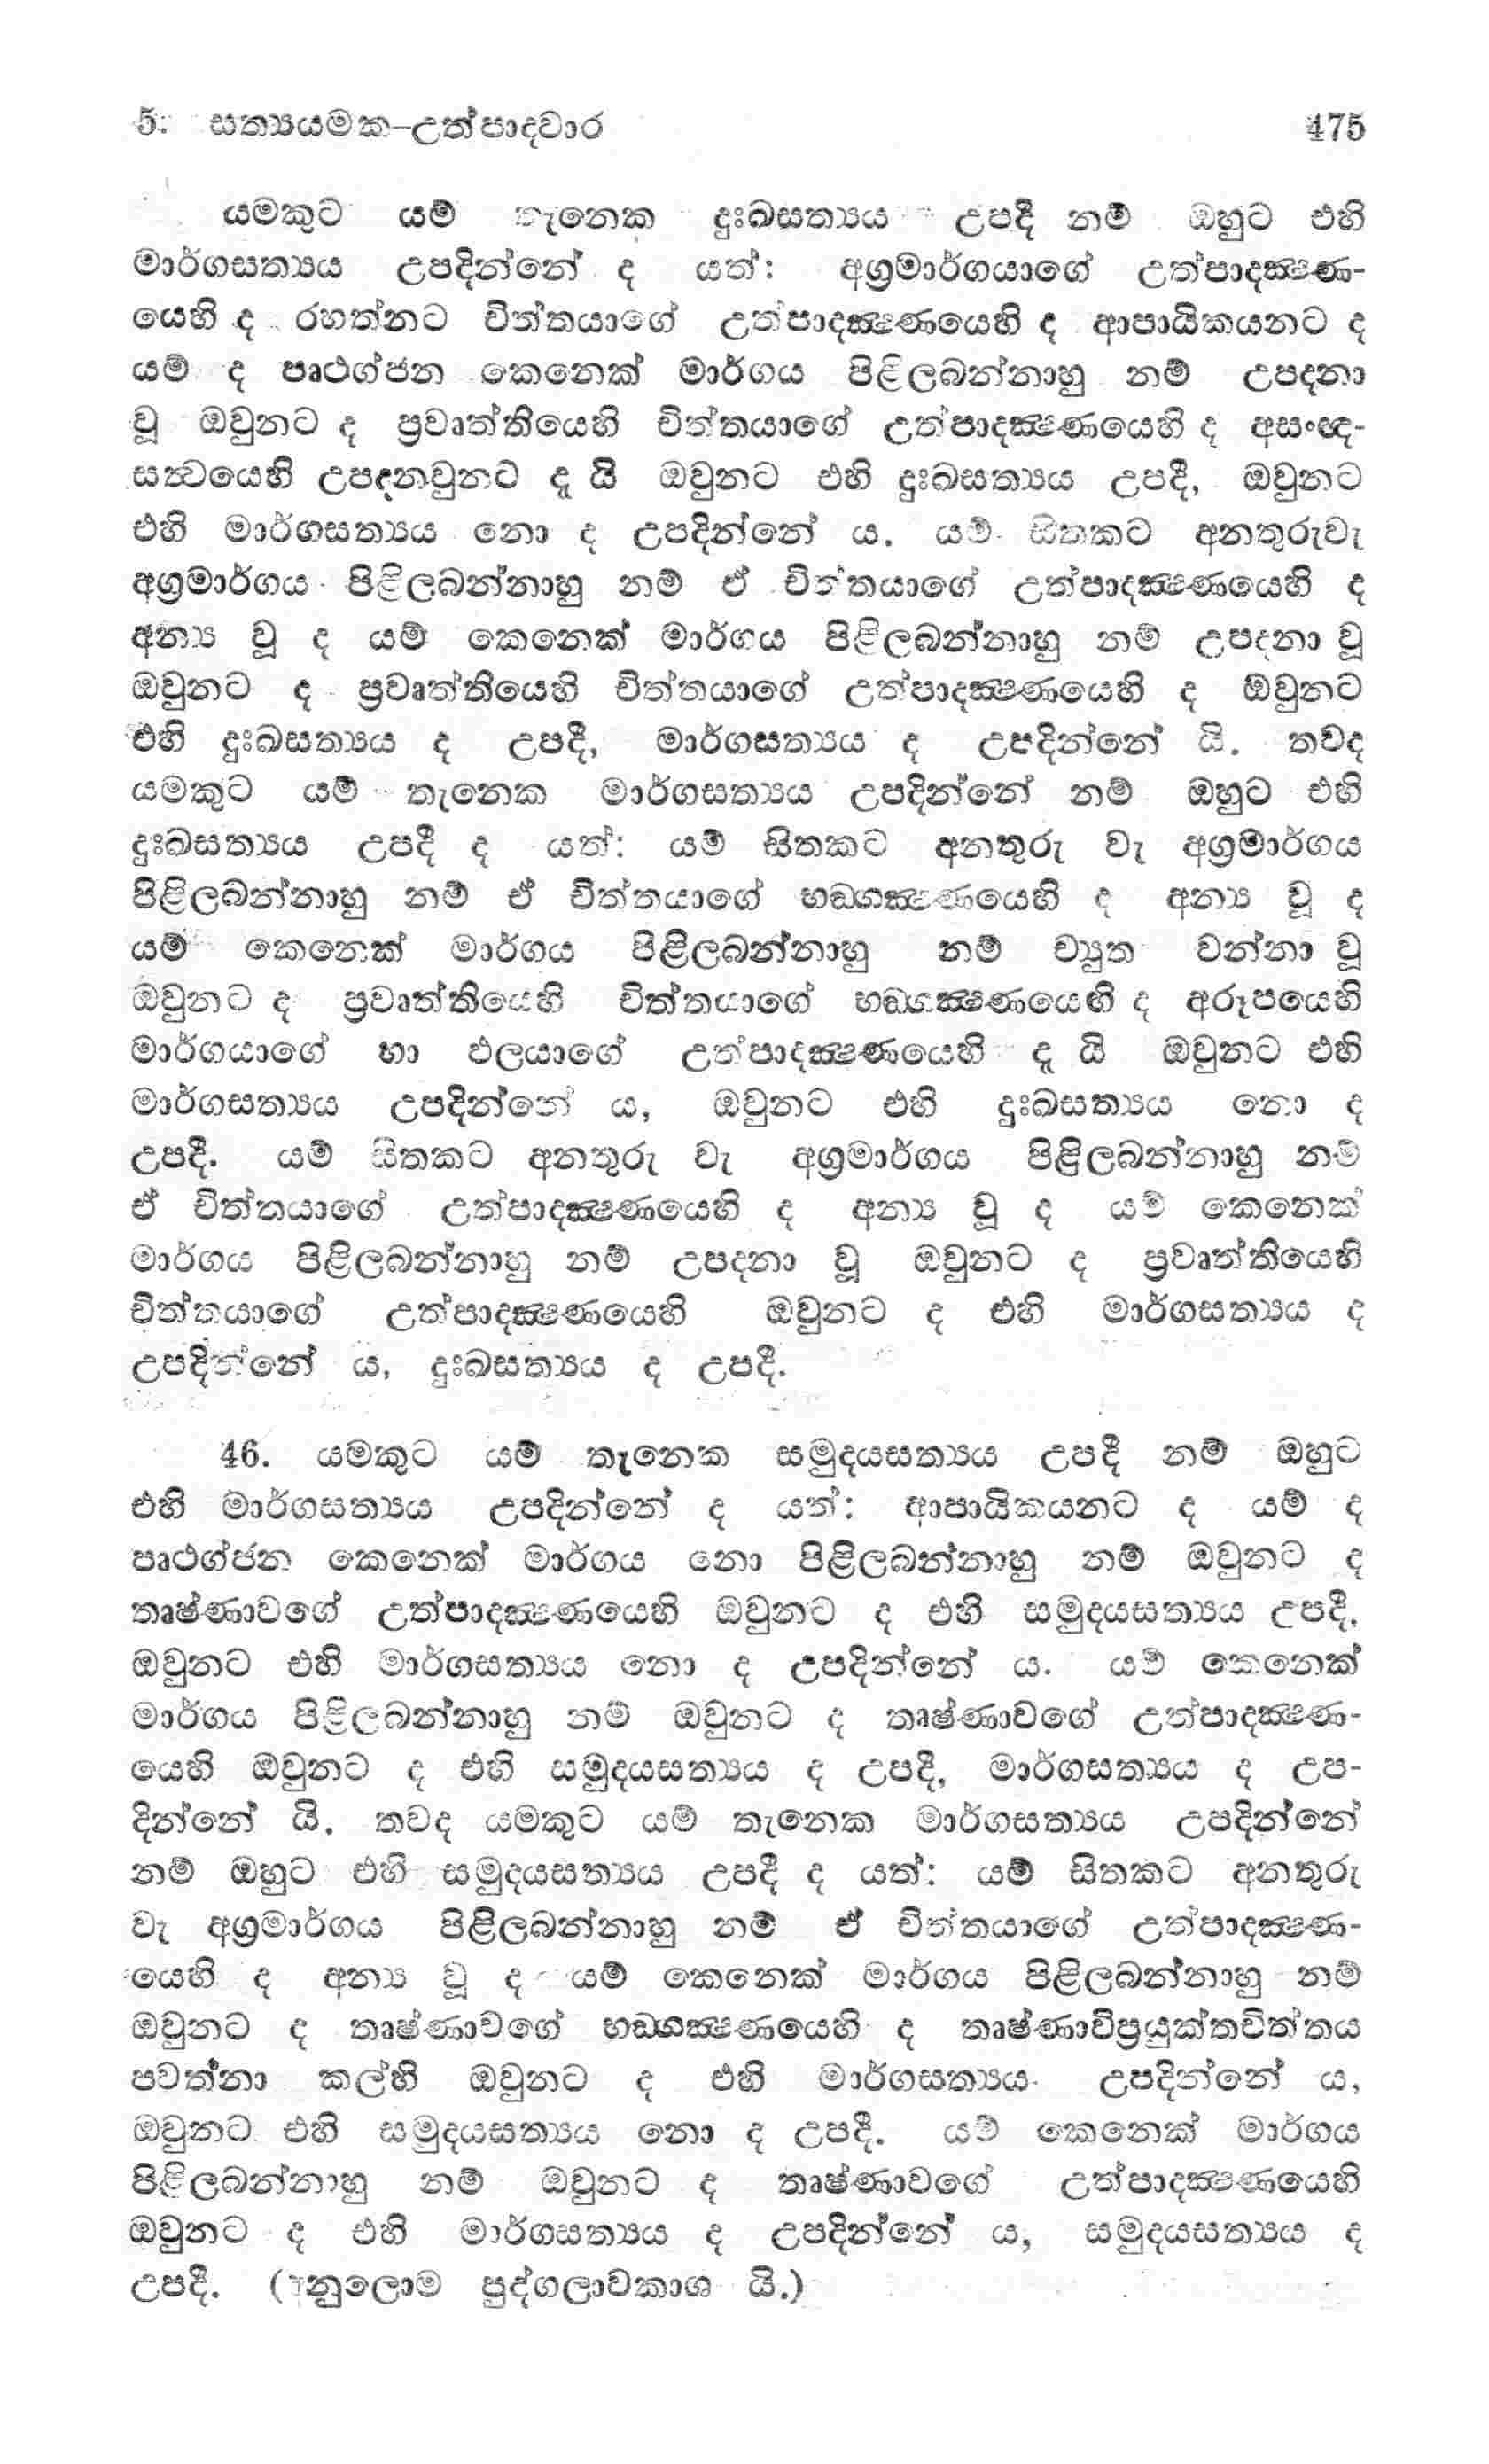 5. සත්‍යයමක–උත්පාදවාර 475
යමකුට යම් තැනෙක දුඃඛසත්‍යය උපදී නම් ඔහුට එහි
මාර්ගසත්‍යය උපදින්නේ ද යත්: අග්‍රමාර්ගයාගේ උත්පාදක්‍ෂණ-
යෙහි ද රහත්නට චිත්තයාගේ උත්පාදක්‍ෂණයෙහි ද ආපායිකයනට ද
යම් ද පෘථග්ජන කෙනෙක් මාර්ගය පිළිලබන්නාහු නම් උපදනා
වූ ඔවුනට ද ප්‍රවෘත්තියෙහි චිත්තයාගේ උත්පාදක්‍ෂණයෙහි ද අසංඥ-
සත්‍වයෙහි උපදනවුනට දැ යි ඔවුනට එහි දුඃඛසත්‍යය උපදී, ඔවුනට
එහි මාර්ගසත්‍යය නො ද උපදින්නේ ය. යම් සිතකට අනතුරුවැ
අග්‍රමාර්ගය පිළිලබන්නාහු නම් ඒ චිත්තයාගේ උත්පාදක්‍ෂණයෙහි ද
අන්‍ය වූ ද යම් කෙනෙක් මාර්ගය පිළිලබන්නාහු නම් උපදනා වූ
ඔවුනට ද ප්‍රවෘත්තියෙහි චිත්තයාගේ උත්පාදක්‍ෂණයෙහි ද ඔවුනට
එහි දුඃඛසත්‍යය ද උපදී, මාර්ගසත්‍යය ද උපදින්නේ යි. තවද
යමකුට යම් තැනෙක මාර්ගසත්‍යය උපදින්නේ නම් ඔහුට එහි
දුඃඛසත්‍යය උපදී ද යත්: යම් සිතකට අනතුරු වැ අග්‍රමාර්ගය
පිළිලබන්නාහු නම් ඒ චිත්තයාගේ භඞ්ගක්‍ෂණයෙහි ද අන්‍ය වූ ද
යම් කෙනෙක් මාර්ගය පිළිලබන්නාහු නම් ච්‍යුත වන්නා වූ
ඔවුනට ද ප්‍රවෘත්තියෙහි චිත්තයාගේ භඞ්ගක්‍ෂණයෙහි ද අරූපයෙහි
මාර්ගයාගේ හා ඵලයාගේ උත්පාදක්‍ෂණයෙහි දැ යි ඔවුනට එහි
මාර්ගසත්‍යය උපදින්නේ ය, ඔවුනට එහි දුඃඛසත්‍යය නො ද
උපදී. යම් සිතකට අනතුරු වැ අග්‍රමාර්ගය පිළිලබන්නාහු නම්
ඒ චිත්තයාගේ උත්පාදක්‍ෂණයෙහි ද අන්‍ය වූ ද යම් කෙනෙක්
මාර්ගය පිළිලබන්නාහු නම් උපදනා වූ ඔවුනට ද ප්‍රවෘත්තියෙහි
චිත්තයාගේ උත්පාදක්‍ෂණයෙහි ඔවුනට ද එහි මාර්ගසත්‍යය ද
උපදින්නේ ය, දුඃඛසත්‍යය ද උපදී.
46. යමකුට යම් තැනෙක සමුදයසත්‍යය උපදී නම් ඔහුට
එහි මාර්ගසත්‍යය උපදින්නේ ද යත්: ආපායිකයනට ද යම් ද
පෘථග්ජන කෙනෙක් මාර්ගය නො පිළිලබන්නාහු නම් ඔවුනට ද
තෘෂ්ණාවගේ උත්පාදක්‍ෂණයෙහි ඔවුනට ද එහි සමුදයසත්‍යය උපදී,
ඔවුනට එහි මාර්ගසත්‍යය නො ද උපදින්නේ ය. යම් කෙනෙක්
මාර්ගය පිළිලබන්නාහු නම් ඔවුනට ද තෘෂ්ණාවගේ උත්පාදක්‍ෂණ-
යෙහි ඔවුනට ද එහි සමුදයසත්‍යය ද උපදී, මාර්ගසත්‍යය ද උප-
දින්නේ යි. තවද යමකුට යම් තැනෙක මාර්ගසත්‍යය උපදින්නේ
නම් ඔහුට එහි සමුදයසත්‍යය උපදී ද යත්: යම් සිතකට අනතුරු
වැ අග්‍රමාර්ගය පිළිලබන්නාහු නම් ඒ චිත්තයාගේ උත්පාදක්‍ෂණ-
යෙහි ද අන්‍ය වූ ද යම් කෙනෙක් මාර්ගය පිළිලබන්නාහු නම්
ඔවුනට ද තෘෂ්ණාවගේ භඞ්ගක්‍ෂණයෙහි ද තෘෂ්ණාවිප්‍රයුක්තචිත්තය
පවත්නා කල්හි ඔවුනට ද එහි මාර්ගසත්‍යය උපදින්නේ ය,
ඔවුනට එහි සමුදයසත්‍යය නො ද උපදී. යම් කෙනෙක් මාර්ගය
පිළිලබන්නාහු නම් ඔවුනට ද තෘෂ්ණාවගේ උත්පාදක්‍ෂණයෙහි
ඔවුනට ද එහි මාර්ගසත්‍යය ද උපදින්නේ ය, සමුදයසත්‍යය ද
උපදී. (අනුලොම පුද්ගලාවකාශ යි.)